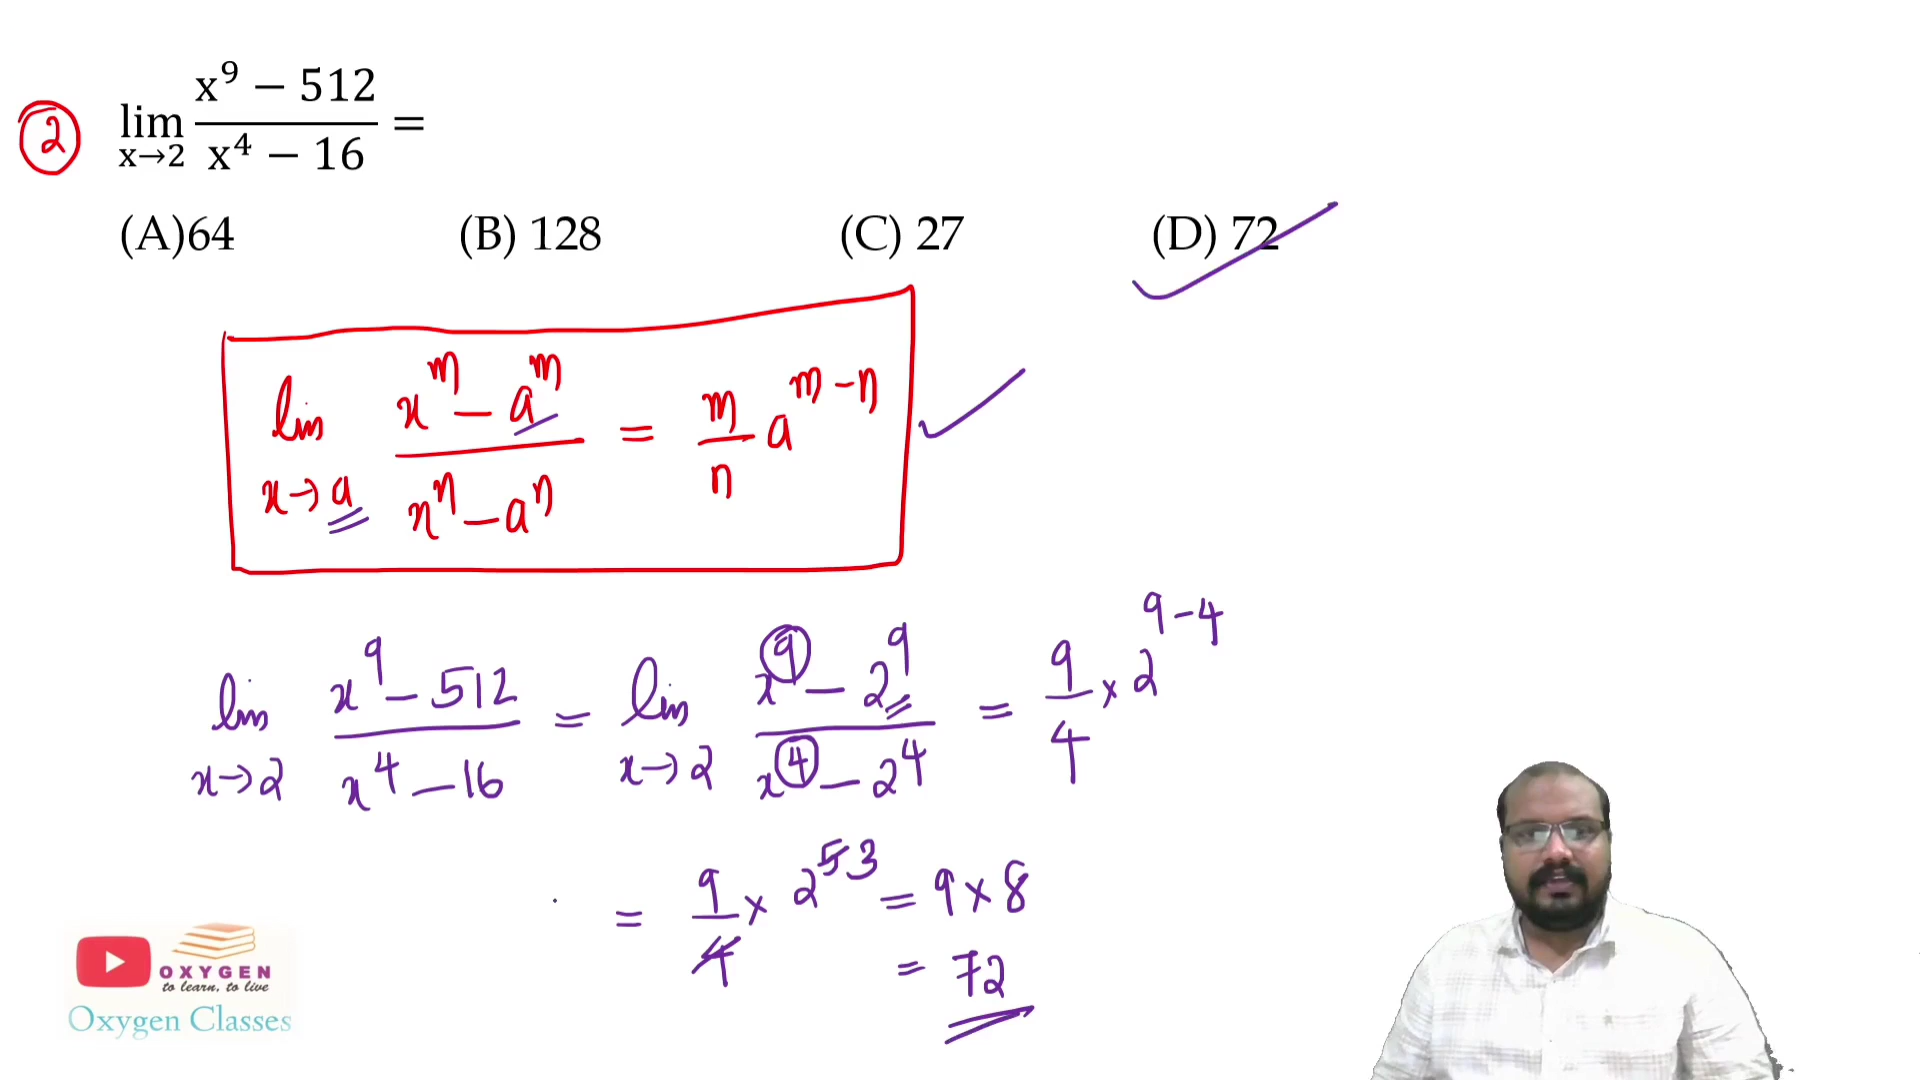 ② lim x→2 (x⁹ − 512)/(x⁴ − 16) =
(A)64 (B) 128 (C) 27 (D) 72
lim x→a (xᵐ − aᵐ)/(xⁿ − aⁿ) = m/n aᵐ⁻ⁿ
lim x→2 (x⁹ − 512)/(x⁴ − 16) = lim x→2 (x⁹ − 2⁹)/(x⁴ − 2⁴) = 9/4 × 2⁹⁻⁴
= 9/4 × 2⁵ ³ = 9 × 8
= 72
OXYGEN
to learn, to live
Oxygen Classes